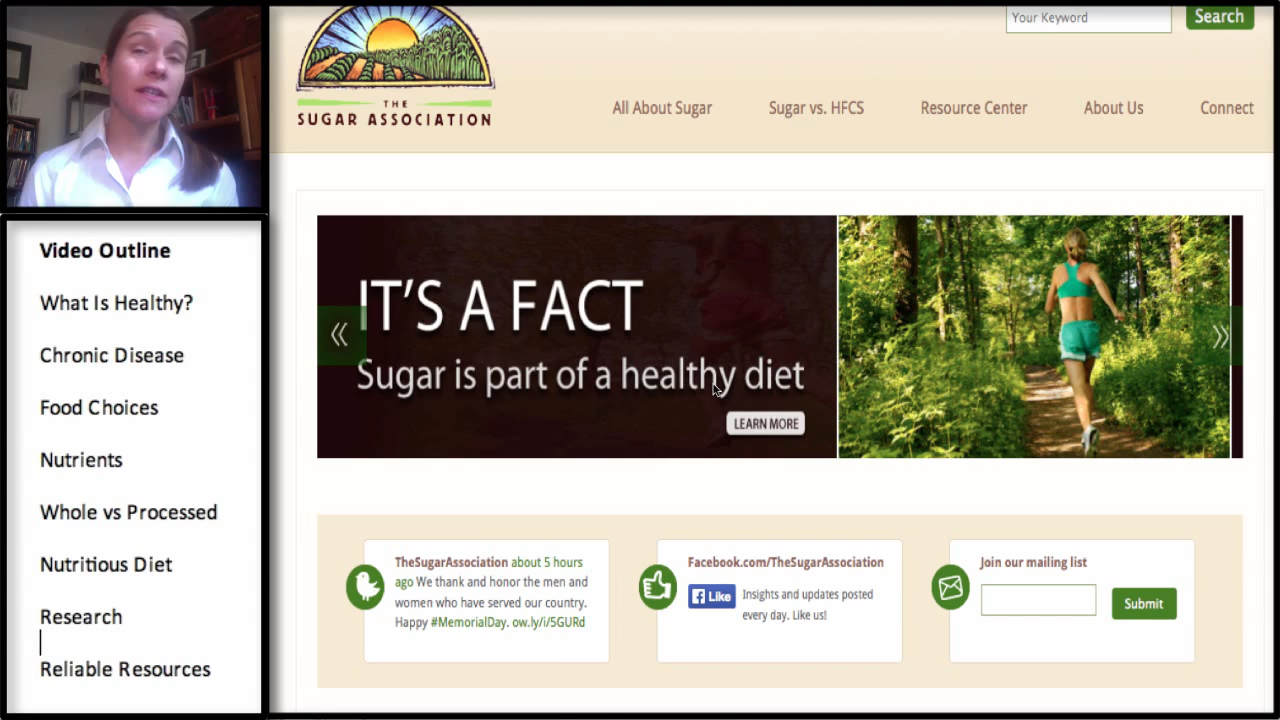 Video Outline
What Is Healthy?
Chronic Disease
Food Choices
Nutrients
Whole vs Processed
Nutritious Diet
Research
Reliable Resources
THE
SUGAR ASSOCIATION
Your Keyword
Search
All About Sugar
Sugar vs. HFCS
Resource Center
About Us
Connect
IT'S A FACT
Sugar is part of a healthy diet
LEARN MORE
TheSugarAssociation about 5 hours
ago We thank and honor the men and
women who have served our country.
Happy #MemorialDay. ow.ly/i/5GURd
Facebook.com/TheSugarAssociation
Like
Insights and updates posted
every day. Like us!
Join our mailing list
Submit